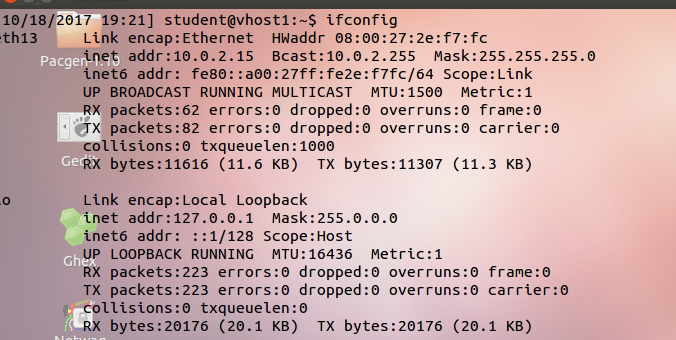 10/18/2017 19:21] student@vhost1:~$ ifconfig
eth13 Link encap:Ethernet HWaddr 08:00:27:2e:f7:fc
inet addr:10.0.2.15 Bcast:10.0.2.255 Mask:255.255.255.0
Pacgen-1.10
inet6 addr: fe80::a00:27ff:fe2e:f7fc/64 Scope:Link
UP BROADCAST RUNNING MULTICAST MTU:1500 Metric:1
RX packets:62 errors:0 dropped:0 overruns:0 frame:0
TX packets:82 errors:0 dropped:0 overruns:0 carrier:0
collisions:0 txqueuelen:1000
Gedit
RX bytes:11616 (11.6 KB) TX bytes:11307 (11.3 KB)
lo Link encap:Local Loopback
inet addr:127.0.0.1 Mask:255.0.0.0
inet6 addr: ::1/128 Scope:Host
UP LOOPBACK RUNNING MTU:16436 Metric:1
Ghex
RX packets:223 errors:0 dropped:0 overruns:0 frame:0
TX packets:223 errors:0 dropped:0 overruns:0 carrier:0
collisions:0 txqueuelen:0
RX bytes:20176 (20.1 KB) TX bytes:20176 (20.1 KB)